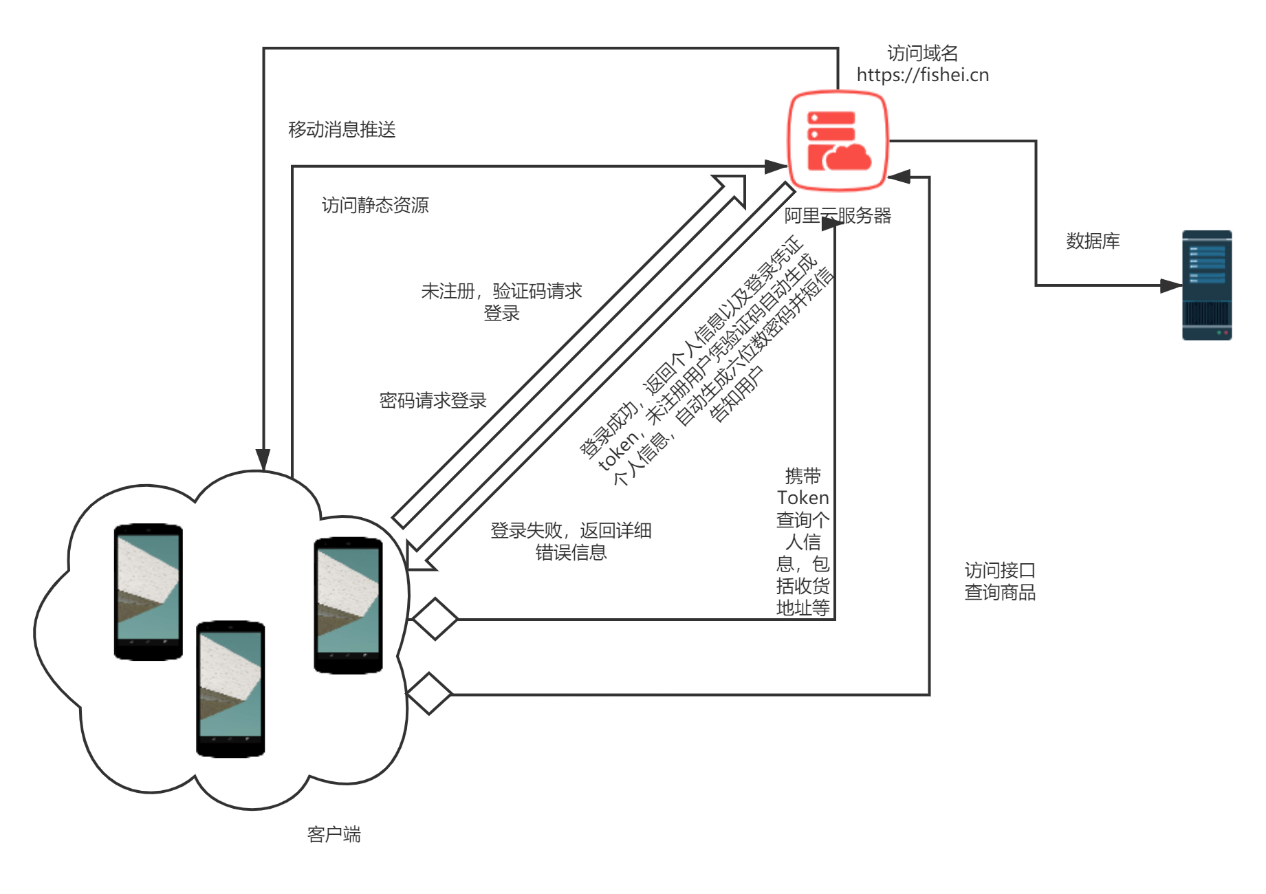 访问域名
https://fishei.cn
移动消息推送
访问静态资源
阿里云服务器
数据库
未注册，验证码请求
登录
密码请求登录
登录成功，返回个人信息以及登录凭证
token，未注册用户凭验证码自动生成
个人信息，自动生成六位数密码并短信
告知用户
登录失败，返回详细
错误信息
携带
Token
查询个
人信
息，包
括收货
地址等
访问接口
查询商品
客户端